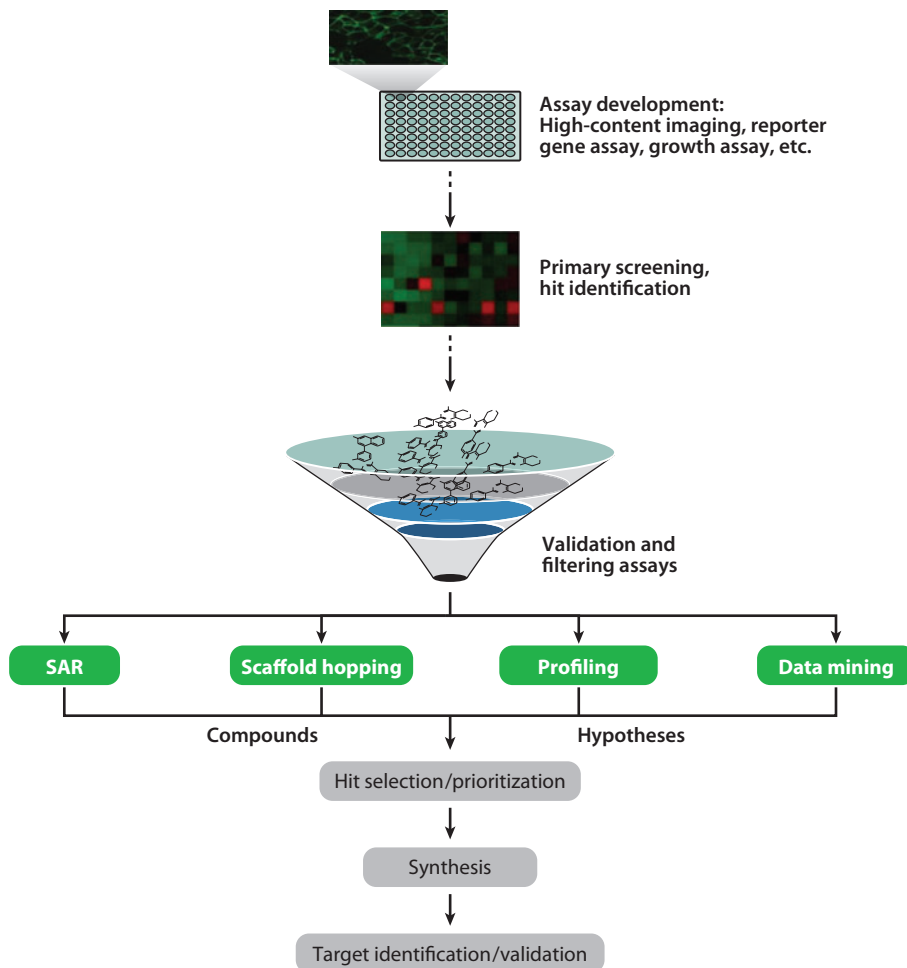 Assay development:
High-content imaging, reporter
gene assay, growth assay, etc.
Primary screening,
hit identification
Validation and
filtering assays
SAR
Scaffold hopping
Profiling
Data mining
Compounds
Hypotheses
Hit selection/prioritization
Synthesis
Target identification/validation